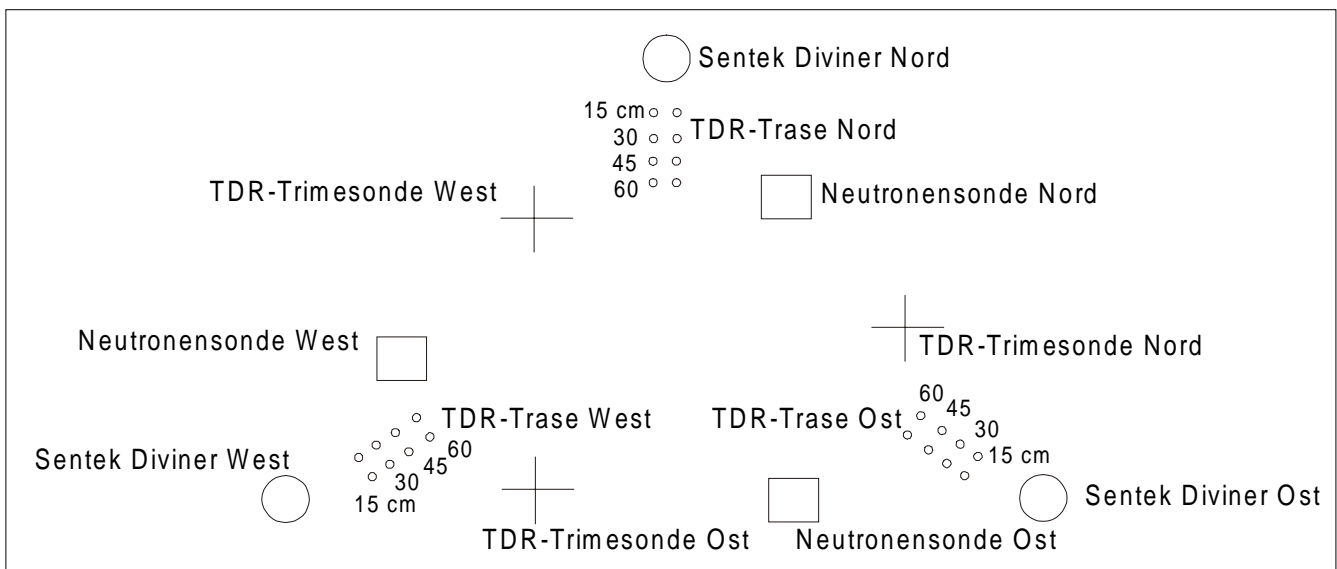 Sentek Diviner Nord
15 cm
TDR-Trase Nord
30
45
60
TDR-Trimesonde West
Neutronensonde Nord
Neutronensonde West
TDR-Trimesonde Nord
TDR-Trase West
60
45
30
15 cm
TDR-Trase Ost
60
45
30
15 cm
Sentek Diviner West
Sentek Diviner Ost
TDR-Trimesonde Ost
Neutronensonde Ost